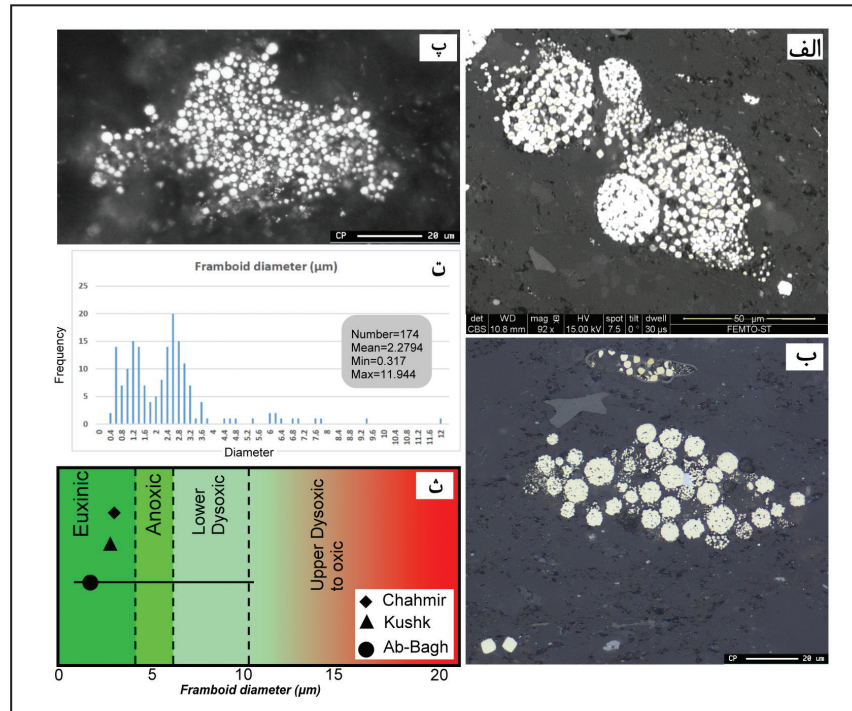 الف
det WD mag HV spot tilt dwell 50 µm
CBS 10.8 mm 92 x 15.00 kV 7.5 0° 30 µs FEMTO-ST
ب
CP 20 um
پ
CP 20 um
ت
Framboid diameter (µm)
Frequency
25
20
15
10
5
0
Number=174
Mean=2.2794
Min=0.317
Max=11.944
0 0.4 0.8 1.2 1.6 2 2.4 2.8 3.2 3.6 4 4.4 4.8 5.2 5.6 6 6.4 6.8 7.2 7.6 8 8.4 8.8 9.2 9.6 10 10.4 10.8 11.2 11.6 12
Diameter
ث
Euxinic
Anoxic
Lower
Dysoxic
Upper Dysoxic
to oxic
Chahmir
Kushk
Ab-Bagh
0 5 10 15 20
Framboid diameter (µm)